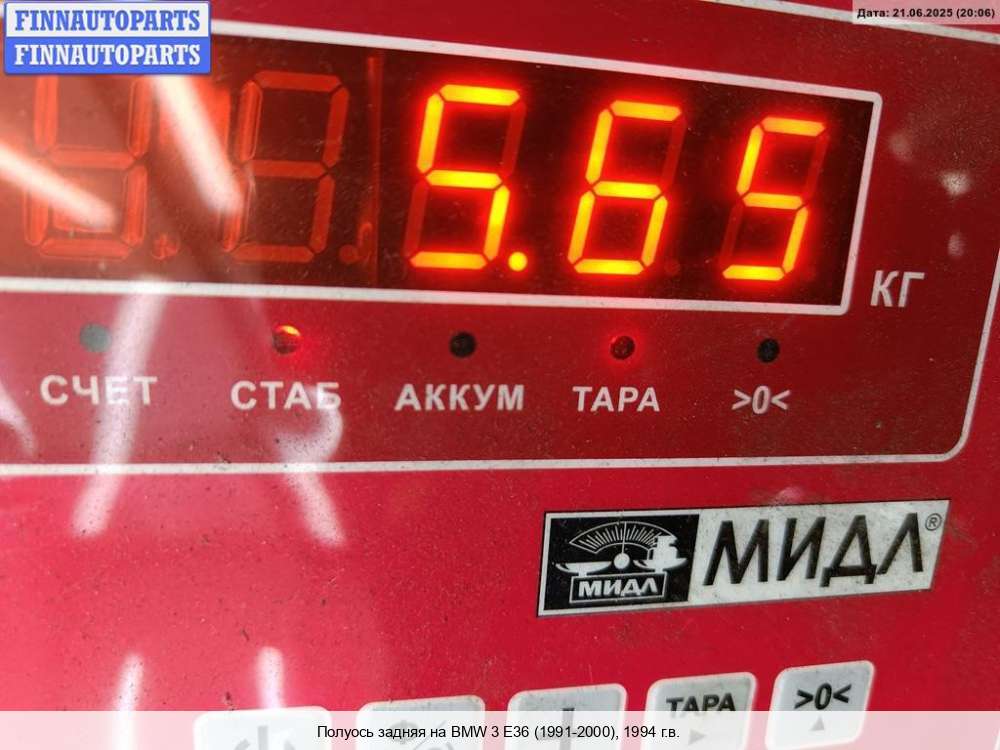 FINNAUTOPARTS
FINNAUTOPARTS
Дата: 21.06.2025 (20:06)
5.65
КГ
СЧЕТ СТАБ АККУМ ТАРА >0<
МИДЛ
МИДЛ®
ТАРА >0<
Полуось задняя на BMW 3 E36 (1991-2000), 1994 г.в.